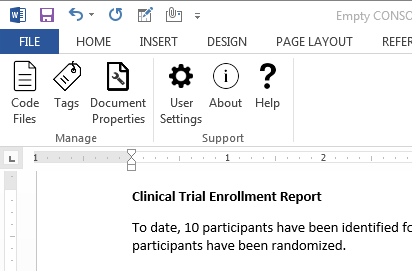 Empty CONSO
FILE HOME INSERT DESIGN PAGE LAYOUT REFER
Code Files Tags Document Properties User Settings About Help
Manage Support
1 1 2
Clinical Trial Enrollment Report
To date, 10 participants have been identified fo
participants have been randomized.